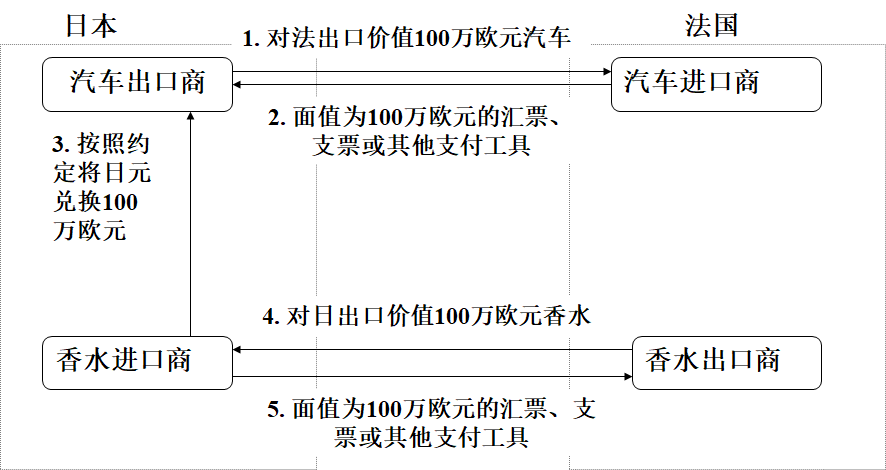 日本
法国
1. 对法出口价值100万欧元汽车
汽车出口商
汽车进口商
2. 面值为100万欧元的汇票、
支票或其他支付工具
3. 按照约
定将日元
兑换100
万欧元
4. 对日出口价值100万欧元香水
香水进口商
香水出口商
5. 面值为100万欧元的汇票、支
票或其他支付工具